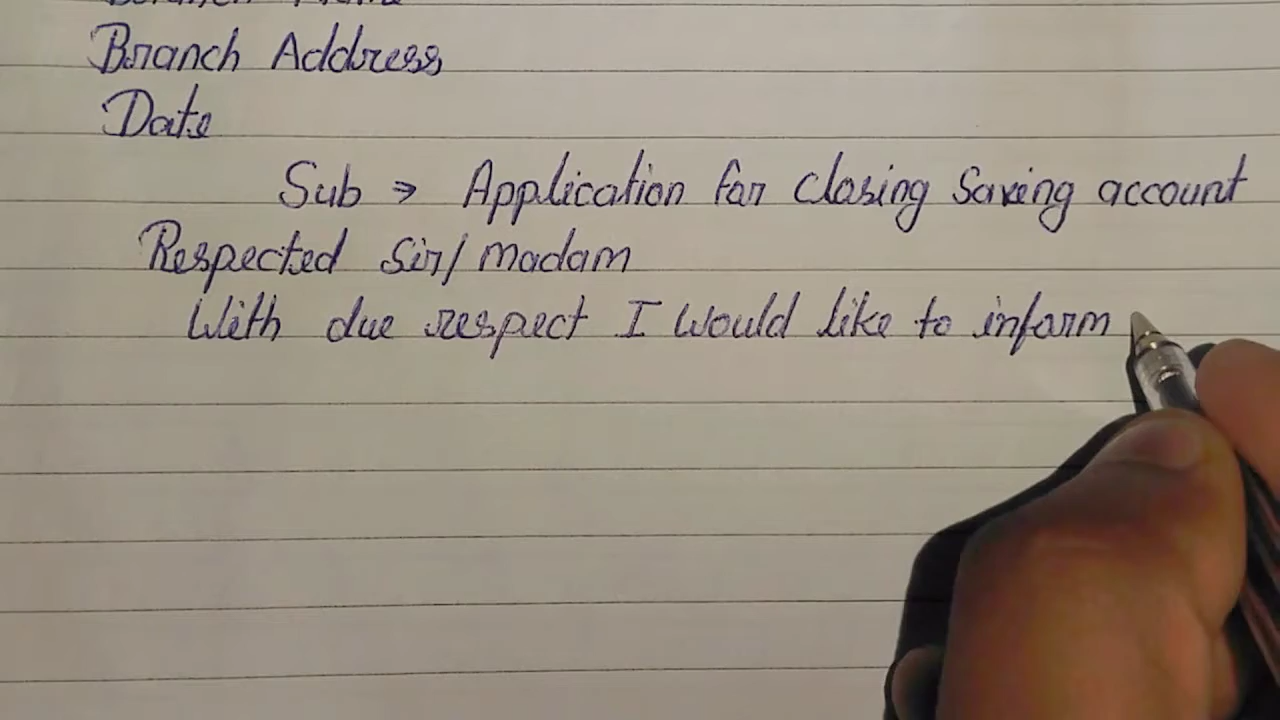 Branch Address
Date
Sub → Application for closing saving account
Respected Sir/ madam
With due respect I would like to inform